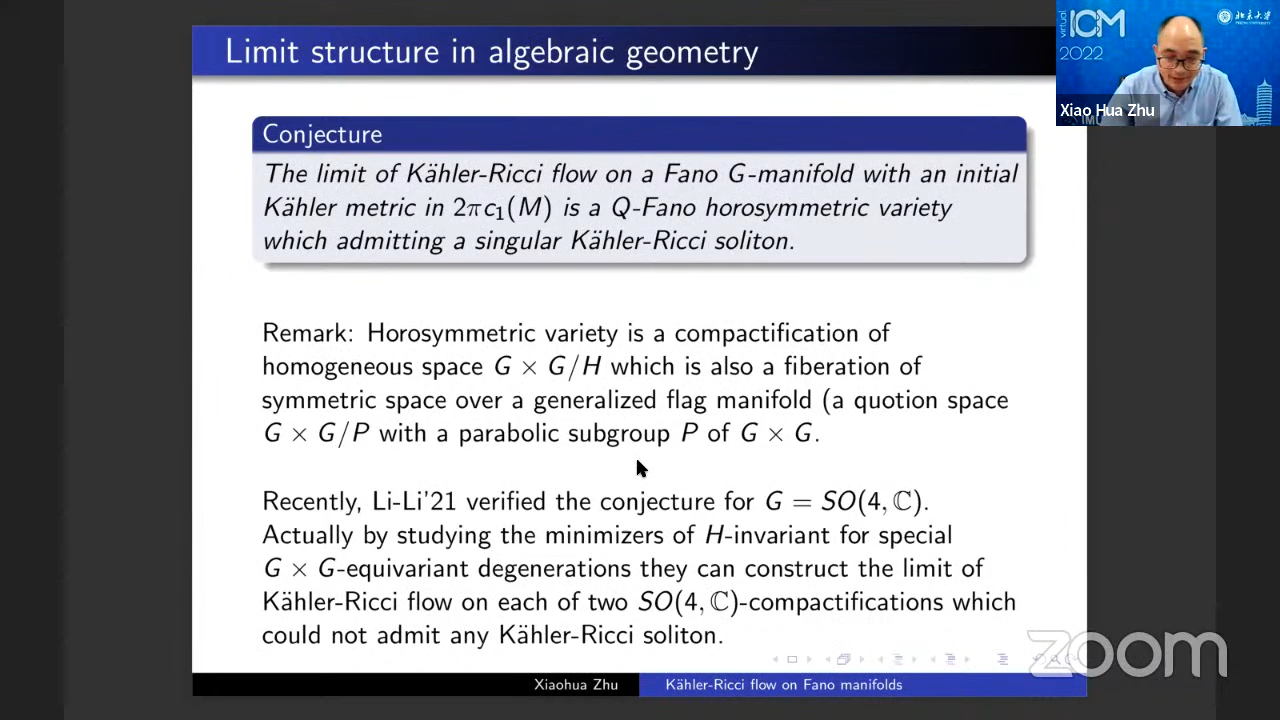 Limit structure in algebraic geometry
Conjecture
The limit of Kähler-Ricci flow on a Fano G-manifold with an initial
Kähler metric in 2πc₁(M) is a Q-Fano horosymmetric variety
which admitting a singular Kähler-Ricci soliton.
Remark: Horosymmetric variety is a compactification of
homogeneous space G × G/H which is also a fiberation of
symmetric space over a generalized flag manifold (a quotion space
G × G/P with a parabolic subgroup P of G × G.
Recently, Li-Li'21 verified the conjecture for G = SO(4, ℂ).
Actually by studying the minimizers of H-invariant for special
G × G-equivariant degenerations they can construct the limit of
Kähler-Ricci flow on each of two SO(4, ℂ)-compactifications which
could not admit any Kähler-Ricci soliton.
Xiaohua Zhu
Kähler-Ricci flow on Fano manifolds
virtual
ICM
2022
北京大学
Xiao Hua Zhu
zoom